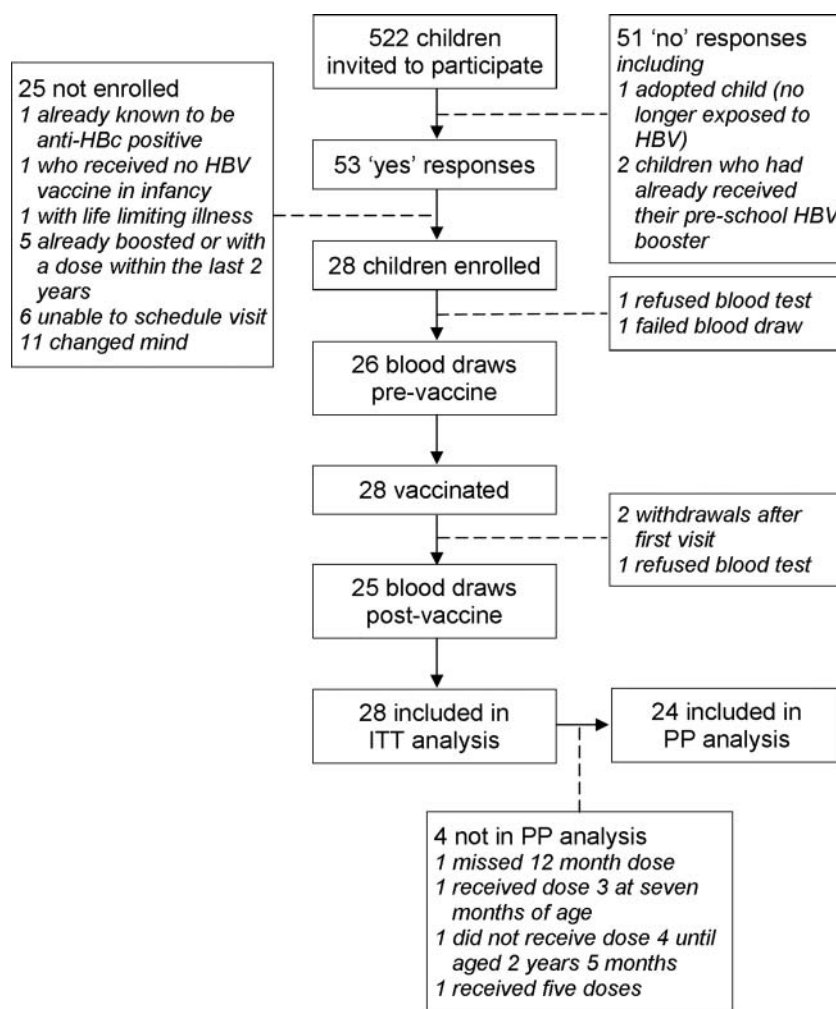 522 children
invited to participate
51 ‘no’ responses
including
1 adopted child (no
longer exposed to
HBV)
2 children who had
already received
their pre-school HBV
booster
25 not enrolled
1 already known to be
anti-HBc positive
1 who received no HBV
vaccine in infancy
1 with life limiting illness
5 already boosted or with
a dose within the last 2
years
6 unable to schedule visit
11 changed mind
53 ‘yes’ responses
28 children enrolled
1 refused blood test
1 failed blood draw
26 blood draws
pre-vaccine
28 vaccinated
2 withdrawals after
first visit
1 refused blood test
25 blood draws
post-vaccine
28 included in
ITT analysis
24 included in
PP analysis
4 not in PP analysis
1 missed 12 month dose
1 received dose 3 at seven
months of age
1 did not receive dose 4 until
aged 2 years 5 months
1 received five doses